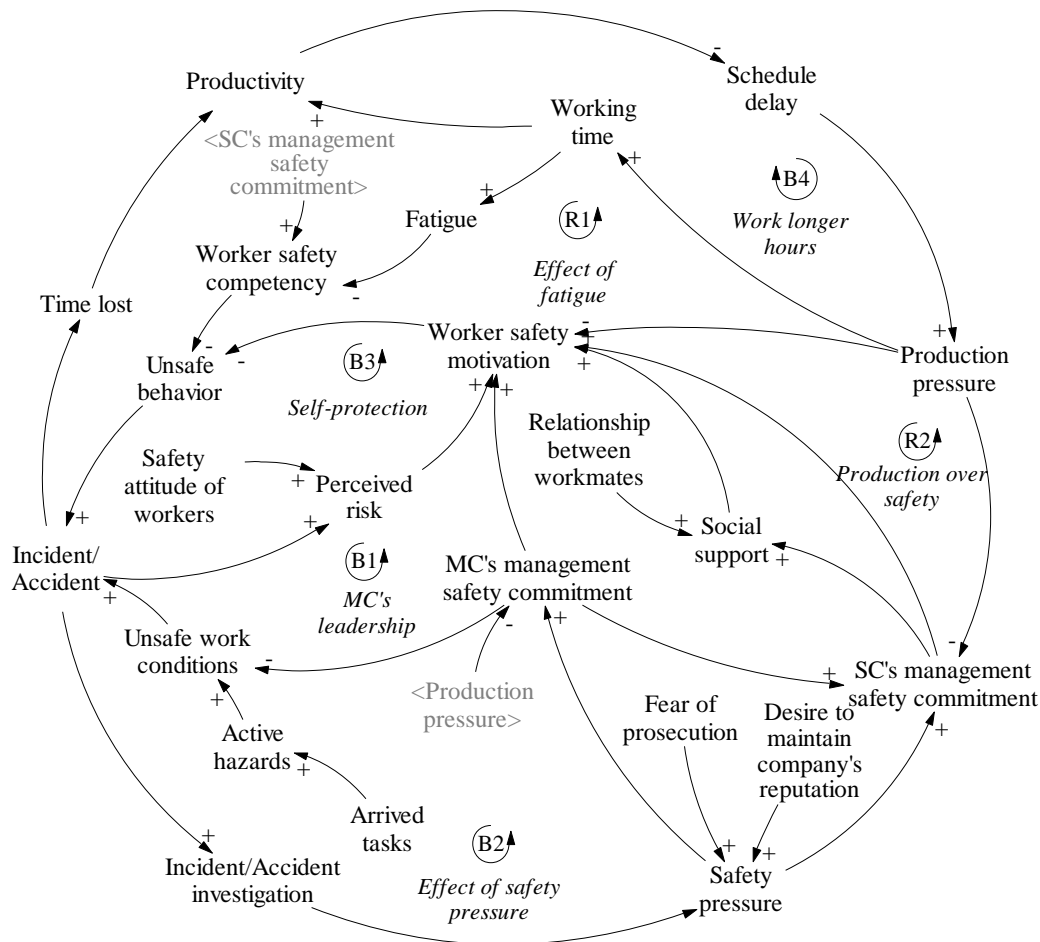 Productivity
Schedule
delay
Working
time
<SC's management
safety
commitment>
B4
Work longer
hours
Fatigue
R1
Effect of
fatigue
Worker safety
competency
Time lost
Worker safety
motivation
Production
pressure
Unsafe
behavior
B3
Self-protection
Relationship
between
workmates
R2
Production over
safety
Safety
attitude of
workers
Perceived
risk
Social
support
Incident/
Accident
B1
MC's
leadership
MC's management
safety commitment
Unsafe work
conditions
SC's management
safety commitment
<Production
pressure>
Fear of
prosecution
Desire to
maintain
company's
reputation
Active
hazards
Arrived
tasks
B2
Effect of safety
pressure
Incident/Accident
investigation
Safety
pressure